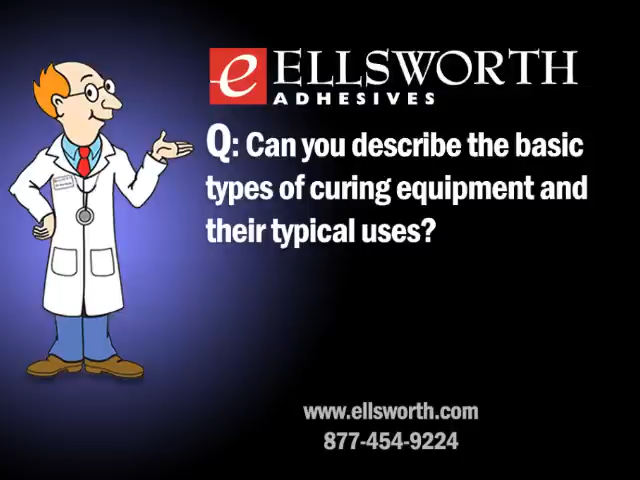 e ELLSWORTH
ADHESIVES
Q: Can you describe the basic
types of curing equipment and
their typical uses?
www.ellsworth.com
877-454-9224